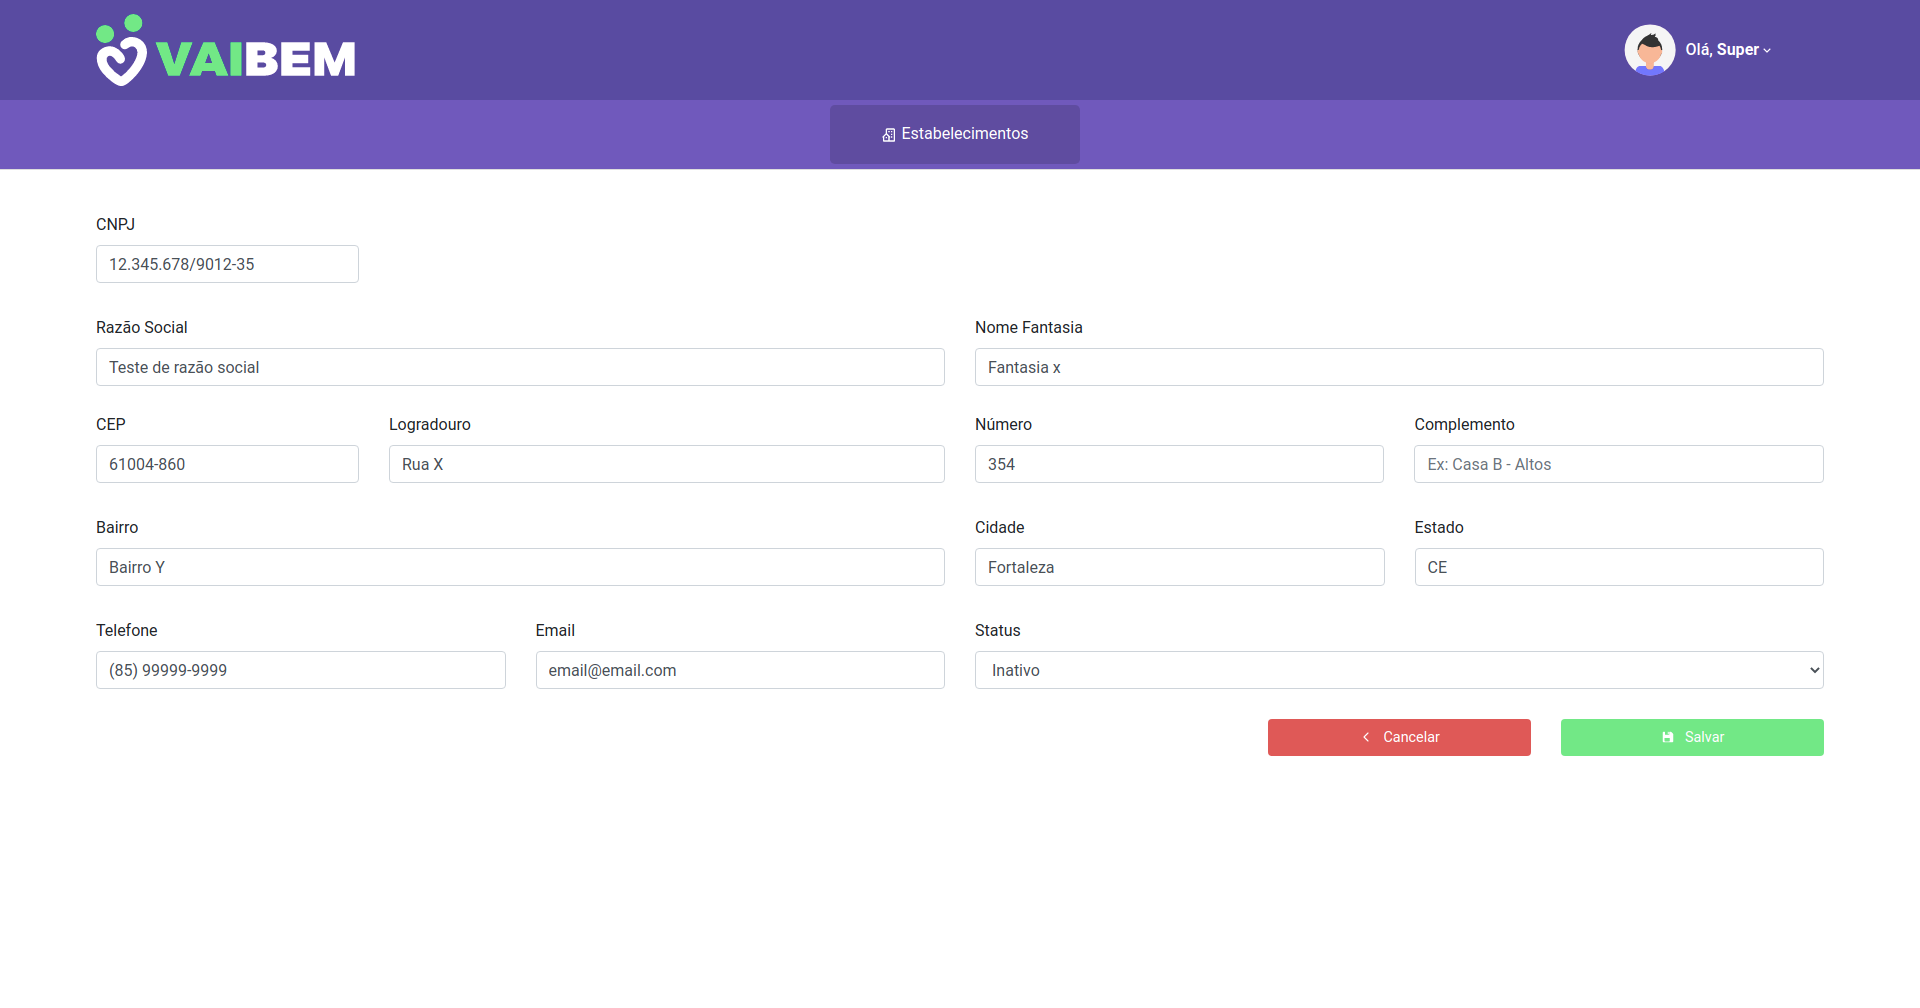 VAIBEM
Olá, Super
Estabelecimentos
CNPJ
12.345.678/9012-35
Razão Social
Nome Fantasia
Teste de razão social
Fantasia x
CEP
Logradouro
Número
Complemento
61004-860
Rua X
354
Ex: Casa B - Altos
Bairro
Cidade
Estado
Bairro Y
Fortaleza
CE
Telefone
Email
Status
(85) 99999-9999
email@email.com
Inativo
Cancelar
Salvar